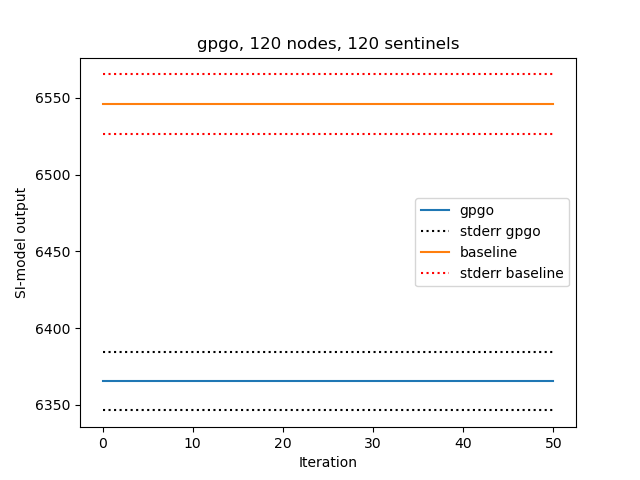 gpgo, 120 nodes, 120 sentinels
6550
6500
6450
6400
6350
SI-model output
gpgo
stderr gpgo
baseline
stderr baseline
0 10 20 30 40 50
Iteration